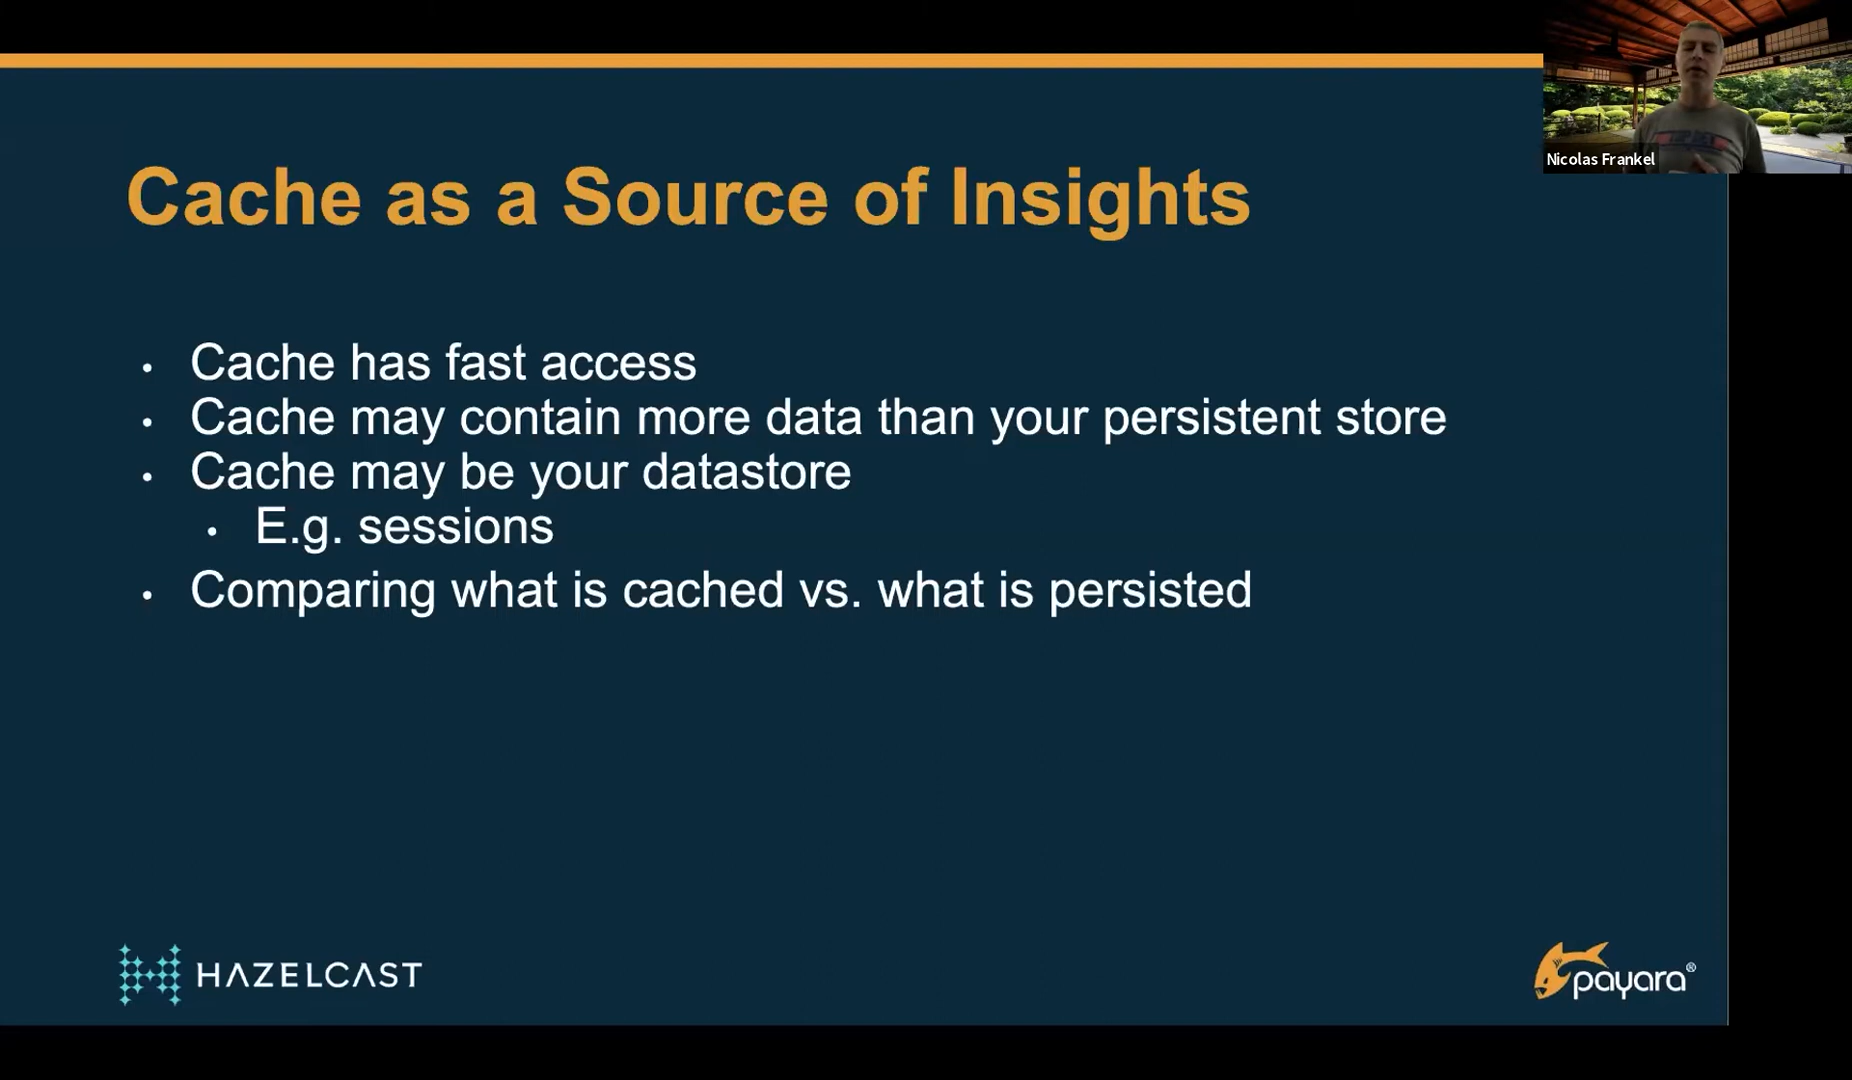 Nicolas Frankel
Cache as a Source of Insights
• Cache has fast access
• Cache may contain more data than your persistent store
• Cache may be your datastore
• E.g. sessions
• Comparing what is cached vs. what is persisted
HAZELCAST
payara®